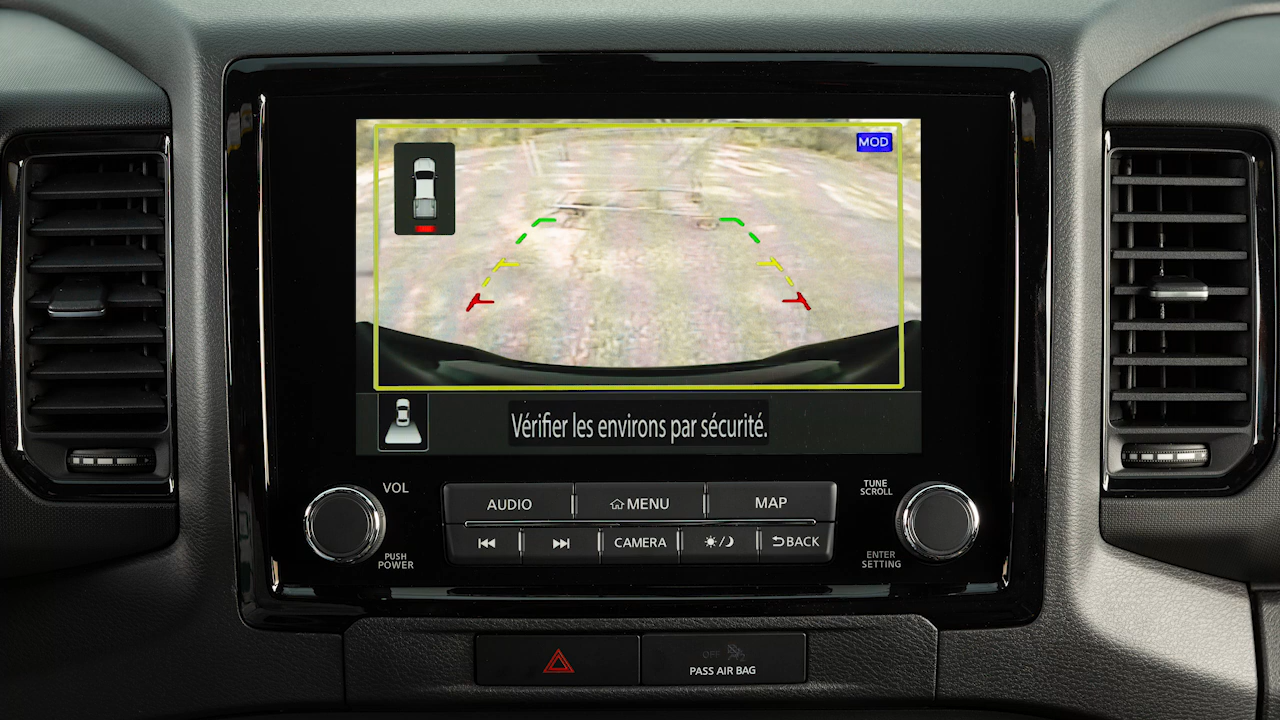 MOD
Vérifier les environs par sécurité.
VOL
TUNE
SCROLL
AUDIO
MENU
MAP
CAMERA
BACK
PUSH
POWER
ENTER
SETTING
OFF
PASS AIR BAG